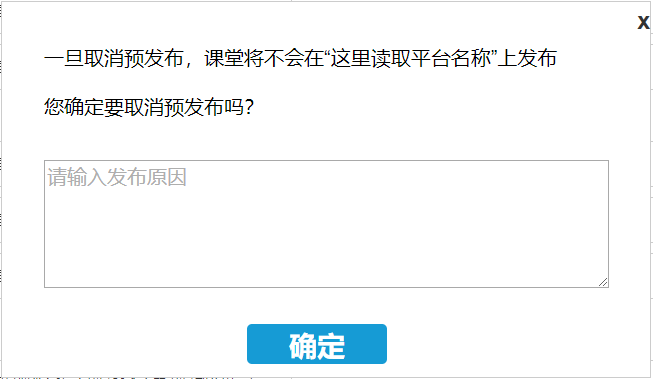 x
一旦取消预发布，课堂将不会在“这里读取平台名称”上发布
您确定要取消预发布吗？
请输入发布原因
确定